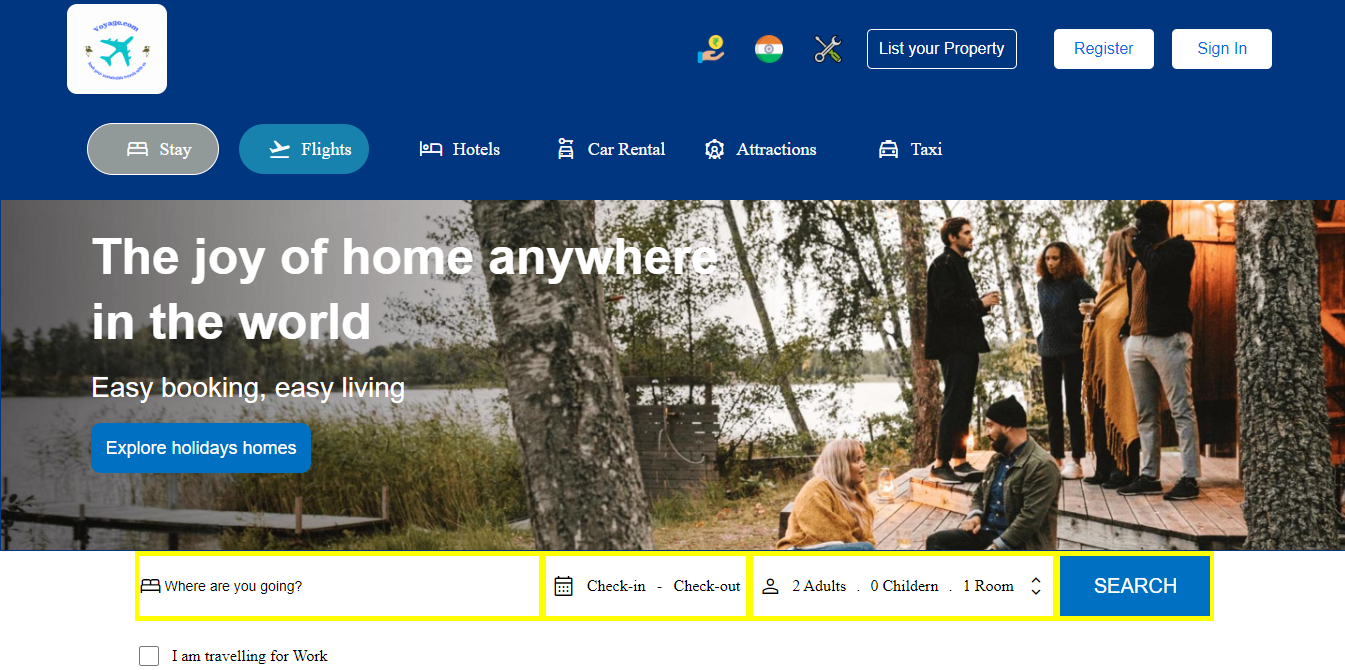 Voyago.com
List your Property
Register
Sign In
Stay
Flights
Hotels
Car Rental
Attractions
Taxi
The joy of home anywhere
in the world
Easy booking, easy living
Explore holidays homes
Where are you going?
Check-in - Check-out
2 Adults . 0 Childern . 1 Room
SEARCH
I am travelling for Work